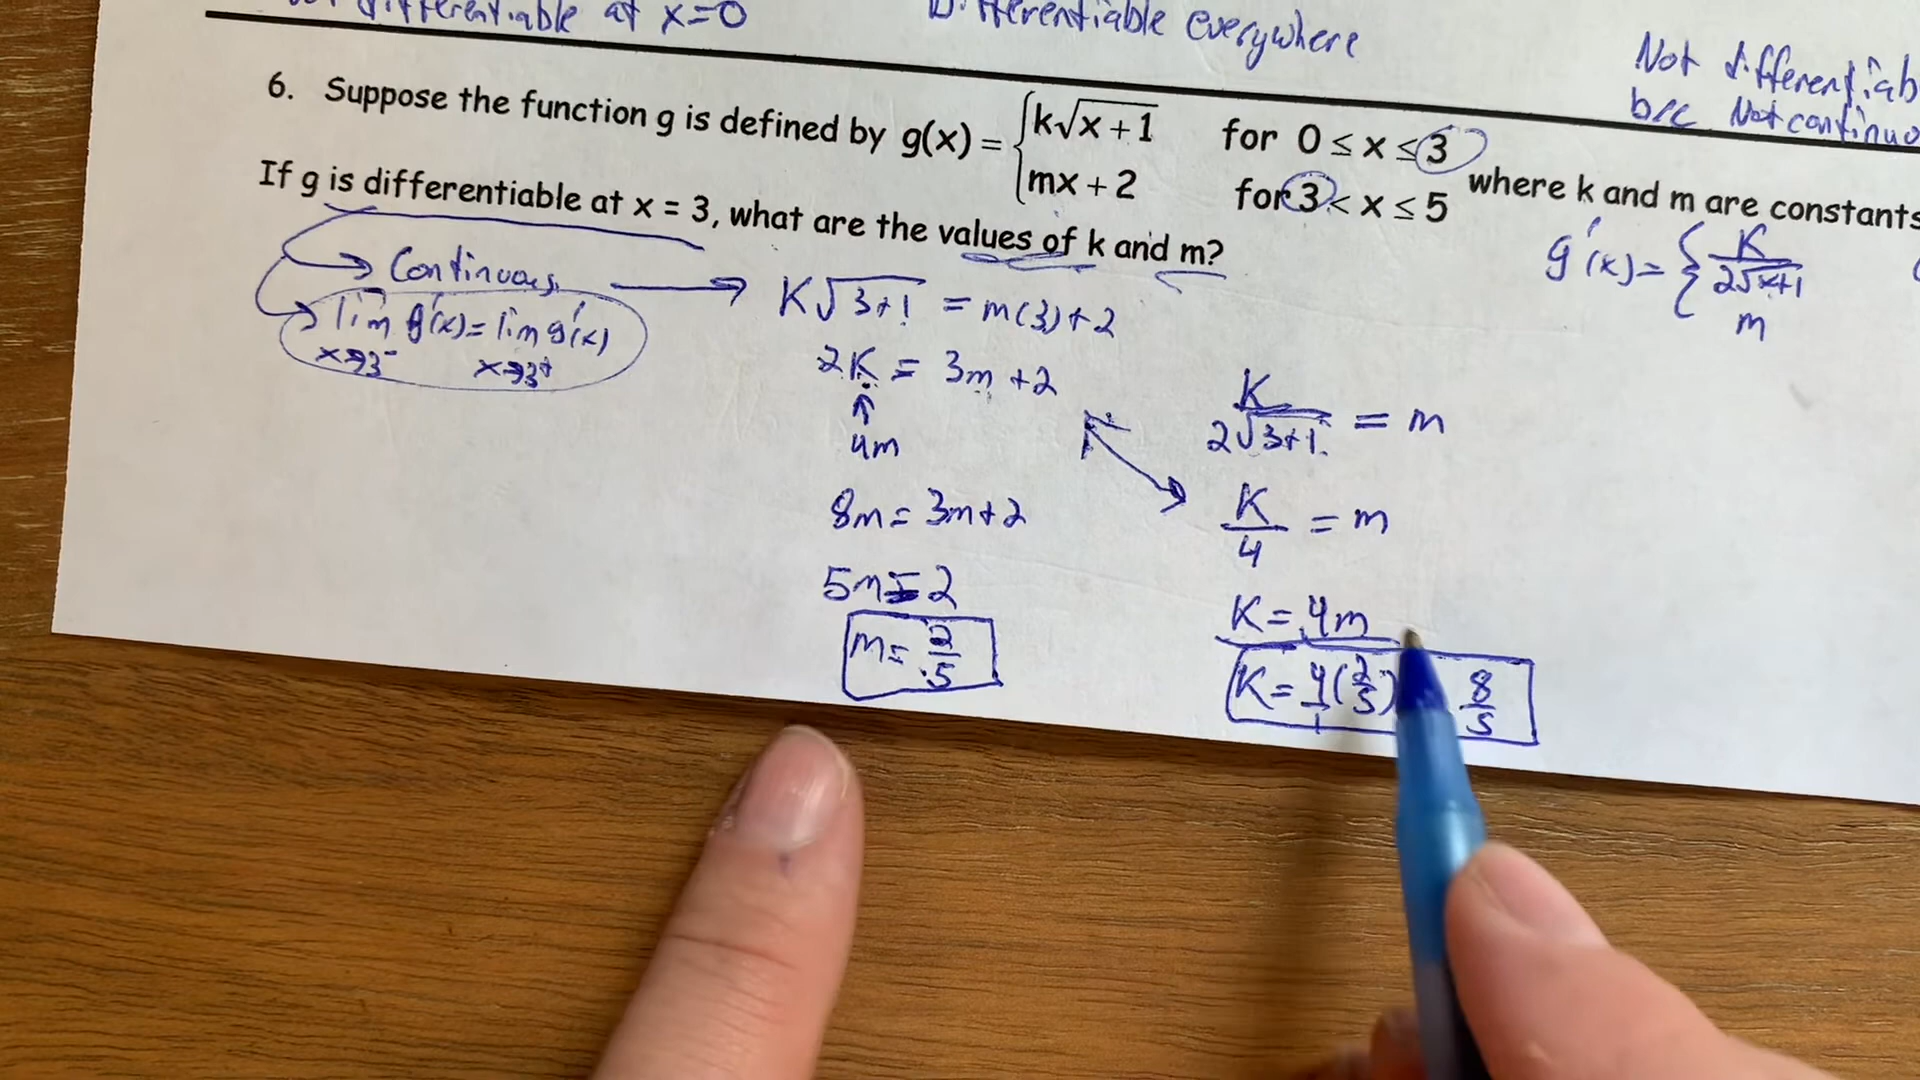 differentiable at x=0
Differentiable everywhere
Not differentiab
b/c Not continuo
6. Suppose the function g is defined by g(x) = { k√x + 1 for 0 ≤ x ≤ 3
mx + 2 for 3 < x ≤ 5 where k and m are constants
If g is differentiable at x = 3, what are the values of k and m?
g'(x) = { K/2√x+1
m
Continuous
lim g'(x) = lim g'(x)
x→3⁻ x→3⁺
K√3+1 = m(3)+2
2K = 3m+2
↑
4m
8m = 3m+2
5m = 2
m = 2/5
K/2√3+1 = m
K/4 = m
K = 4m
K = 4/1(2/5) 8/5